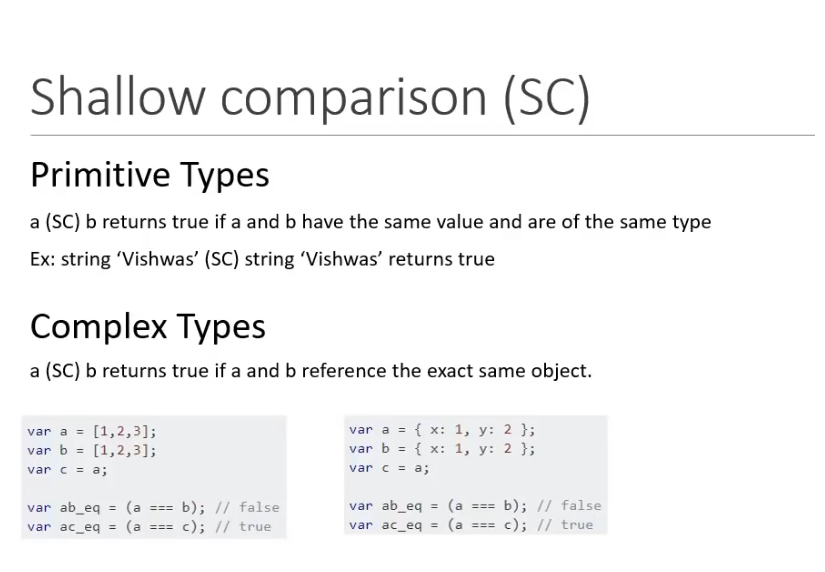 Shallow comparison (SC)
Primitive Types
a (SC) b returns true if a and b have the same value and are of the same type
Ex: string ‘Vishwas’ (SC) string ‘Vishwas’ returns true
Complex Types
a (SC) b returns true if a and b reference the exact same object.
var a = [1,2,3];
var b = [1,2,3];
var c = a;
var ab_eq = (a === b); // false
var ac_eq = (a === c); // true
var a = { x: 1, y: 2 };
var b = { x: 1, y: 2 };
var c = a;
var ab_eq = (a === b); // false
var ac_eq = (a === c); // true